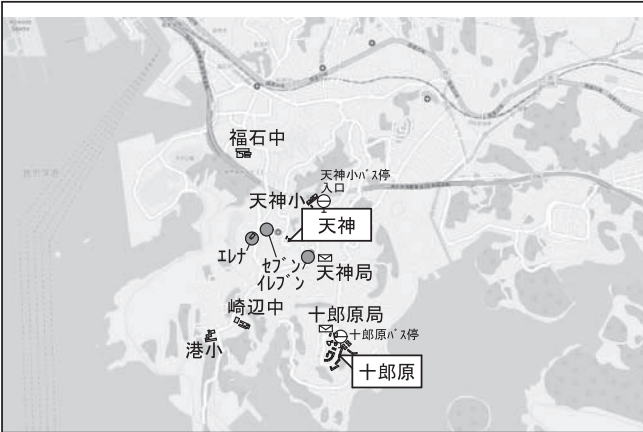 福石中
天神小バス停
入口
天神小
天神
エレナ
セブン
イレブン
天神局
崎辺中
十郎原局
十郎原バス停
港小
十郎原